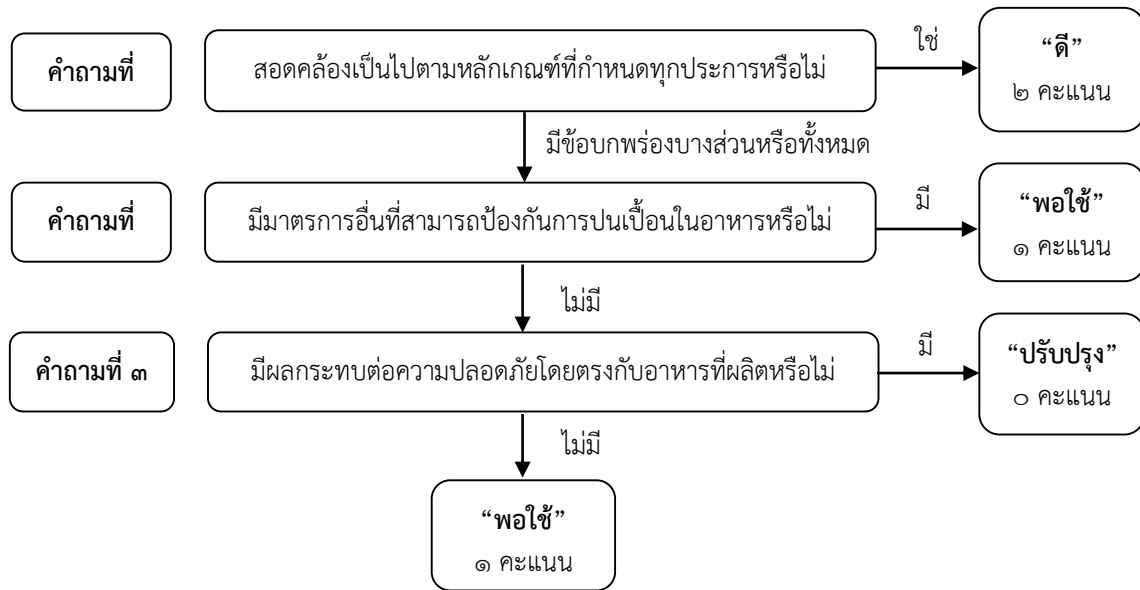 คำถามที่
สอดคล้องเป็นไปตามหลักเกณฑ์ที่กำหนดทุกประการหรือไม่
ใช่
“ดี”
๒ คะแนน
มีข้อบกพร่องบางส่วนหรือทั้งหมด
คำถามที่
มีมาตรการอื่นที่สามารถป้องกันการปนเปื้อนในอาหารหรือไม่
มี
“พอใช้”
๑ คะแนน
ไม่มี
คำถามที่ ๓
มีผลกระทบต่อความปลอดภัยโดยตรงกับอาหารที่ผลิตหรือไม่
มี
“ปรับปรุง”
๐ คะแนน
ไม่มี
“พอใช้”
๑ คะแนน